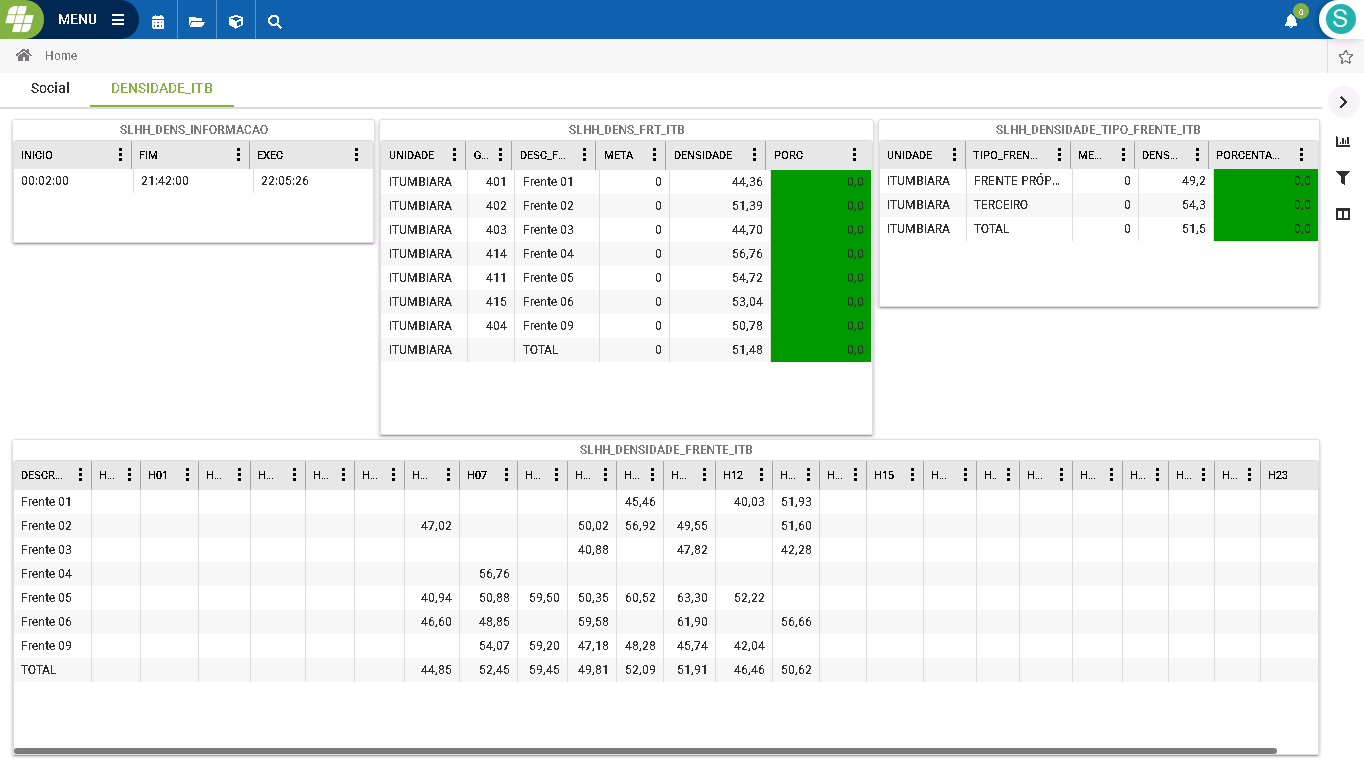 MENU
0
S
Home
Social DENSIDADE_ITB
SLHH_DENS_INFORMACAO
INICIO FIM EXEC
00:02:00 21:42:00 22:05:26
SLHH_DENS_FRT_ITB
UNIDADE G... DESC_F... META DENSIDADE PORC
ITUMBIARA 401 Frente 01 0 44,36 0,0
ITUMBIARA 402 Frente 02 0 51,39 0,0
ITUMBIARA 403 Frente 03 0 44,70 0,0
ITUMBIARA 414 Frente 04 0 56,76 0,0
ITUMBIARA 411 Frente 05 0 54,72 0,0
ITUMBIARA 415 Frente 06 0 53,04 0,0
ITUMBIARA 404 Frente 09 0 50,78 0,0
ITUMBIARA TOTAL 0 51,48 0,0
SLHH_DENSIDADE_TIPO_FRENTE_ITB
UNIDADE TIPO_FREN... ME... DENS... PORCENTA...
ITUMBIARA FRENTE PRÓP... 0 49,2 0,0
ITUMBIARA TERCEIRO 0 54,3 0,0
ITUMBIARA TOTAL 0 51,5 0,0
SLHH_DENSIDADE_FRENTE_ITB
DESCR... H... H01 H... H... H... H... H... H07 H... H... H... H... H12 H... H... H15 H... H... H... H... H... H... H... H23
Frente 01 45,46 40,03 51,93
Frente 02 47,02 50,02 56,92 49,55 51,60
Frente 03 40,88 47,82 42,28
Frente 04 56,76
Frente 05 40,94 50,88 59,50 50,35 60,52 63,30 52,22
Frente 06 46,60 48,85 59,58 61,90 56,66
Frente 09 54,07 59,20 47,18 48,28 45,74 42,04
TOTAL 44,85 52,45 59,45 49,81 52,09 51,91 46,46 50,62